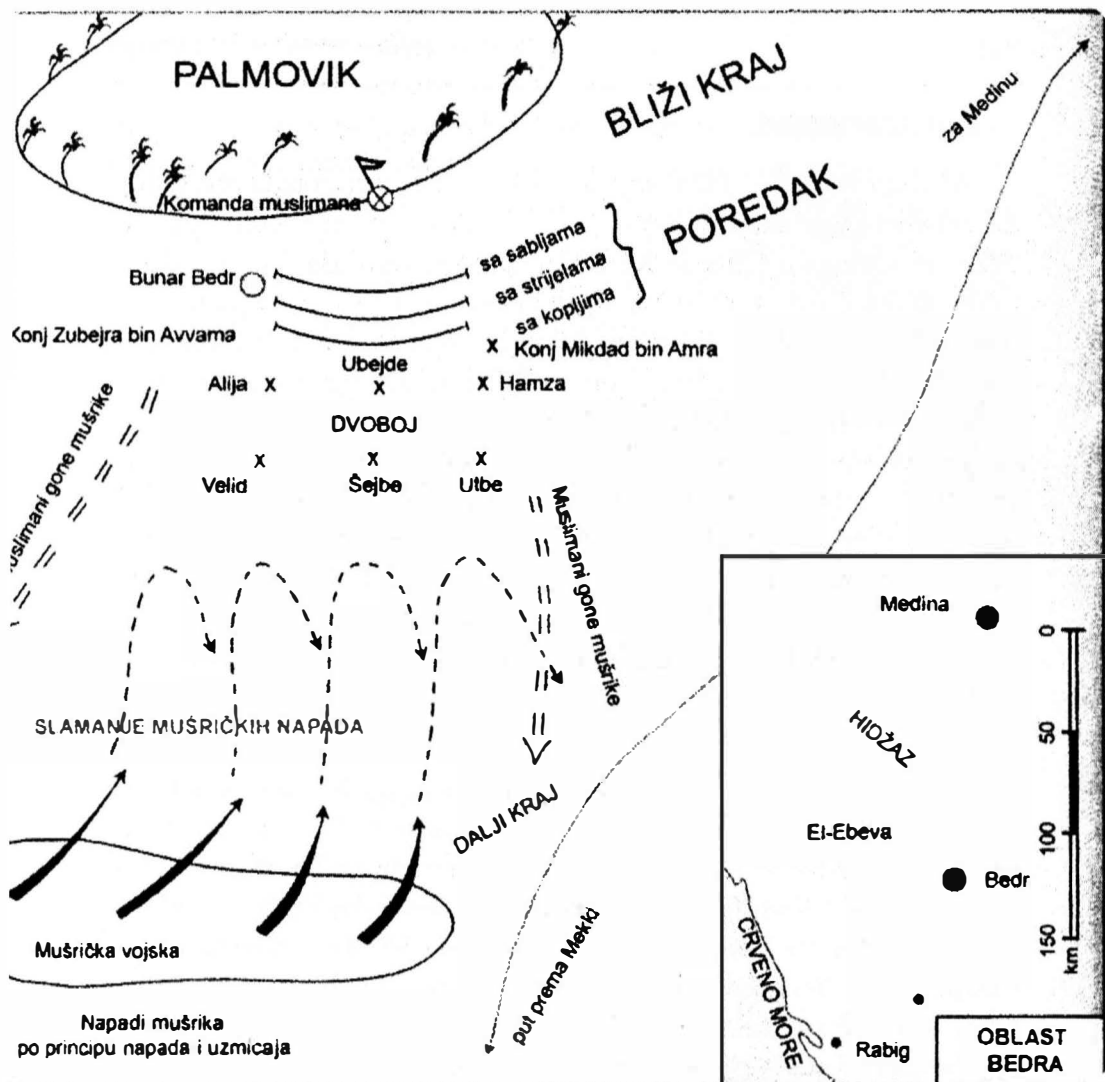 PALMOVIK
BLIŽI KRAJ
za Medinu
Komanda muslimana
POREDAK
sa sabljama
sa strijelama
sa kopljima
Bunar Bedr
Konj Zubejra bin Avvama
Konj Mikdad bin Amra
Ubejde
Alija x x x Hamza
DVOBOJ
x x x
Velid Šejbe Utbe
muslimani gone mušrike
Muslimani gone mušrike
SLAMANJE MUŠRIČKIH NAPADA
DALJI KRAJ
Mušrička vojska
put prema Mekki
Napadi mušrika
po principu napada i uzmicaja
Medina
0
HIDŽAZ
50
El-Ebeva
100
Bedr
150
km
CRVENO MORE
Rabig
OBLAST
BEDRA